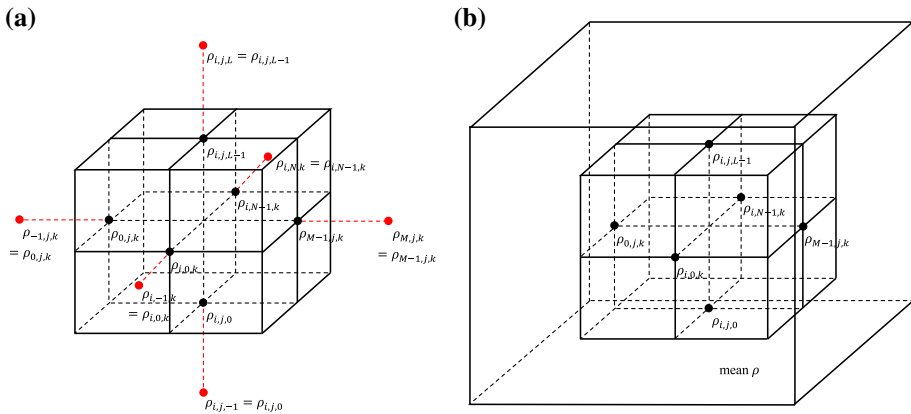 (a)
ρ_{i,j,L} = ρ_{i,j,L−1}
ρ_{i,j,L−1}
ρ_{i,N,k} = ρ_{i,N−1,k}
ρ_{i,N−1,k}
ρ_{−1,j,k}
= ρ_{0,j,k}
ρ_{0,j,k}
ρ_{M−1,j,k}
ρ_{M,j,k}
= ρ_{M−1,j,k}
ρ_{i,0,k}
ρ_{i,−1,k}
= ρ_{i,0,k}
ρ_{i,j,0}
ρ_{i,j,−1} = ρ_{i,j,0}
(b)
ρ_{i,j,L−1}
ρ_{i,N−1,k}
ρ_{0,j,k}
ρ_{M−1,j,k}
ρ_{i,0,k}
ρ_{i,j,0}
mean ρ